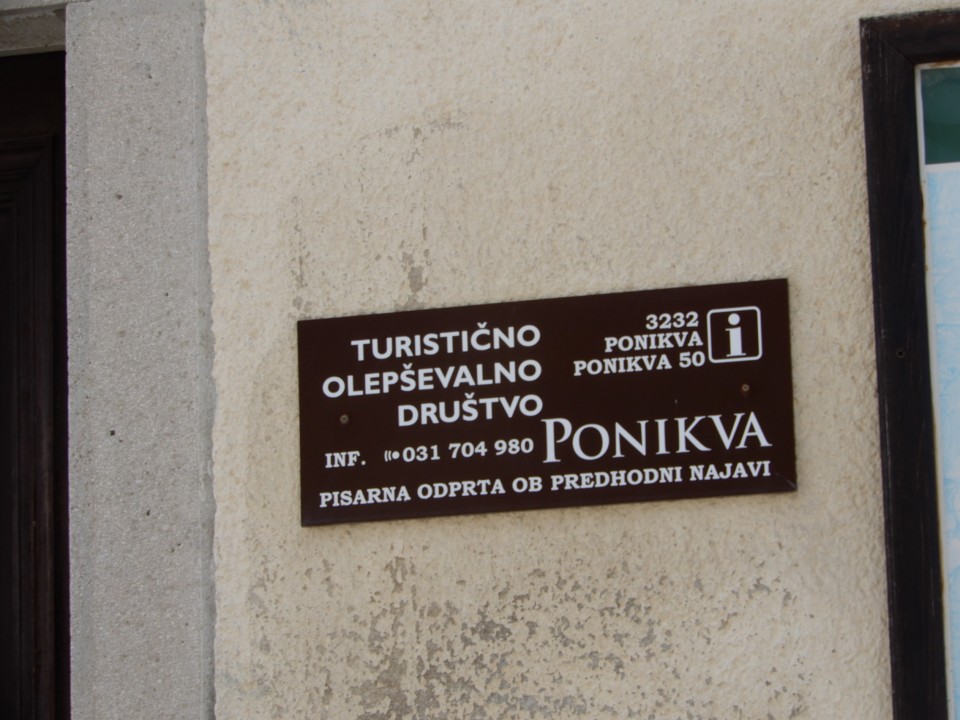 TURISTIČNO
OLEPŠEVALNO
DRUŠTVO
3232
PONIKVA
PONIKVA 50
i
INF. 031 704 980
PONIKVA
PISARNA ODPRTA OB PREDHODNI NAJAVI